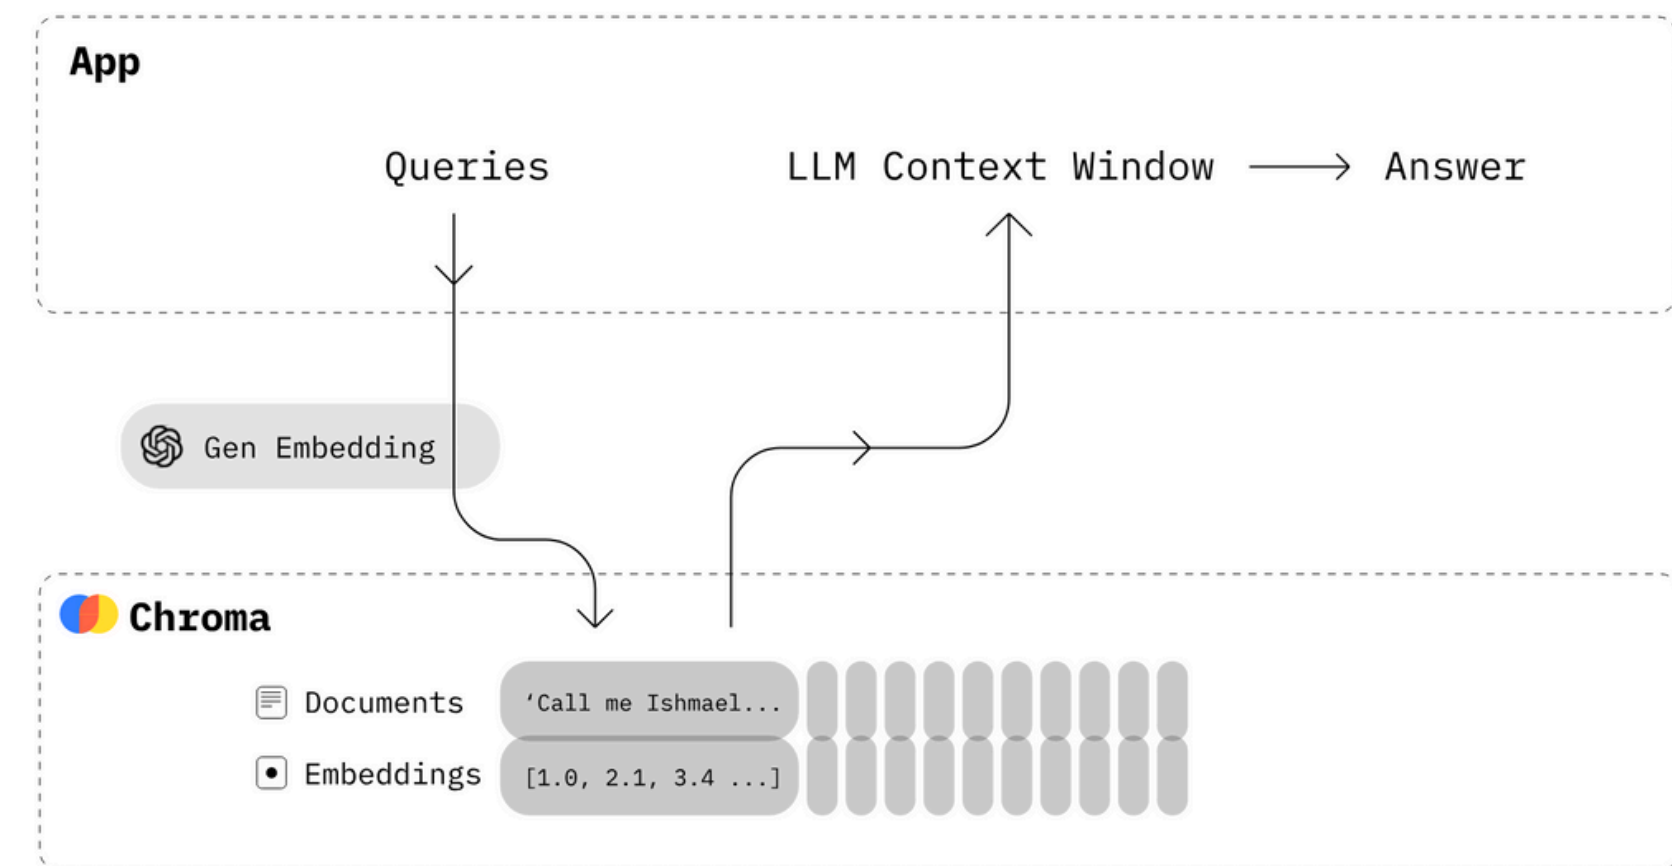 App
Queries
LLM Context Window
Answer
Gen Embedding
Chroma
Documents
‘Call me Ishmael...
Embeddings
[1.0, 2.1, 3.4 ...]